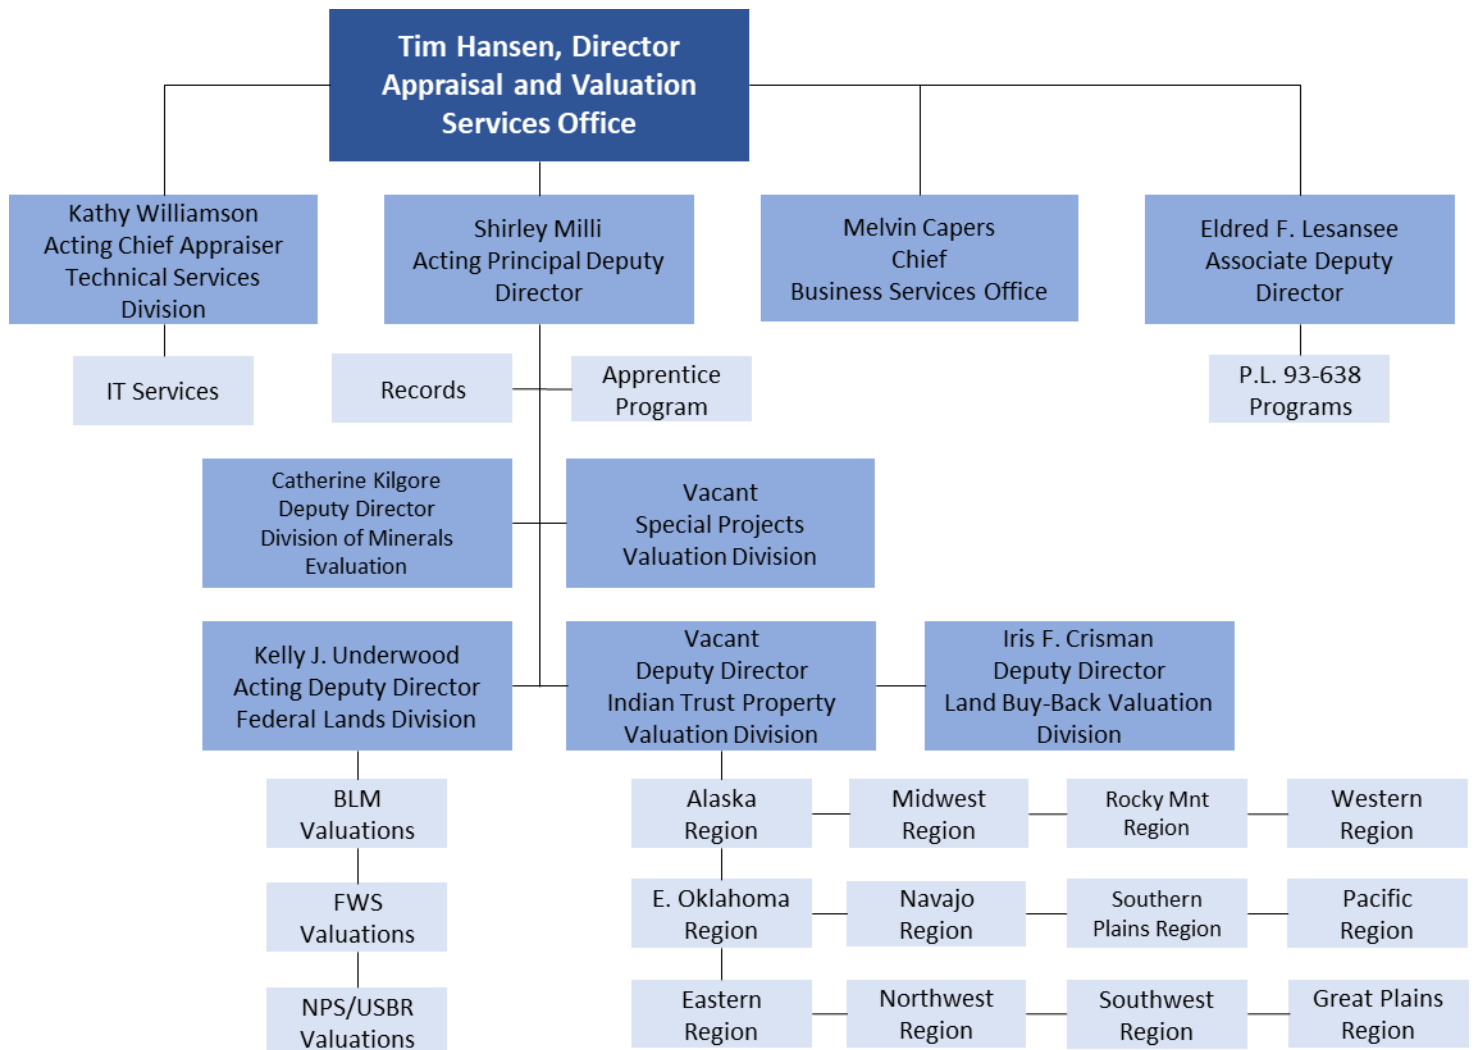 Tim Hansen, Director
Appraisal and Valuation
Services Office
Kathy Williamson
Acting Chief Appraiser
Technical Services
Division
Shirley Milli
Acting Principal Deputy
Director
Melvin Capers
Chief
Business Services Office
Eldred F. Lesansee
Associate Deputy
Director
IT Services
Records
Apprentice
Program
P.L. 93-638
Programs
Catherine Kilgore
Deputy Director
Division of Minerals
Evaluation
Vacant
Special Projects
Valuation Division
Kelly J. Underwood
Acting Deputy Director
Federal Lands Division
Vacant
Deputy Director
Indian Trust Property
Valuation Division
Iris F. Crisman
Deputy Director
Land Buy-Back Valuation
Division
BLM
Valuations
Alaska
Region
Midwest
Region
Rocky Mnt
Region
Western
Region
FWS
Valuations
E. Oklahoma
Region
Navajo
Region
Southern
Plains Region
Pacific
Region
NPS/USBR
Valuations
Eastern
Region
Northwest
Region
Southwest
Region
Great Plains
Region